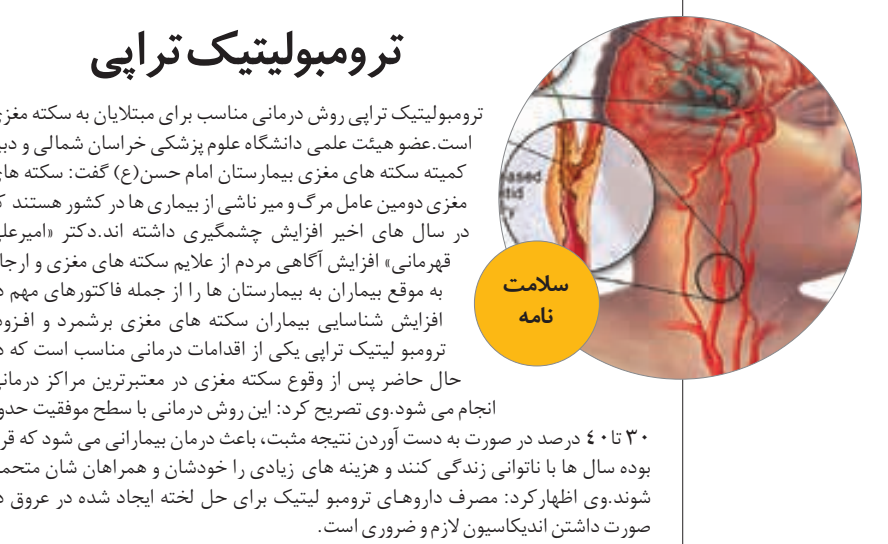 ترومبولیتیک تراپی
ترومبولیتیک تراپی روش درمانی مناسب برای مبتلایان به سکته مغزی
است.عضو هیئت علمی دانشگاه علوم پزشکی خراسان شمالی و دبی
کمیته سکته های مغزی بیمارستان امام حسن(ع) گفت: سکته های
مغزی دومین عامل مرگ و میر ناشی از بیماری ها در کشور هستند ک
در سال های اخیر افزایش چشمگیری داشته اند.دکتر «امیرعلی
قهرمانی» افزایش آگاهی مردم از علایم سکته های مغزی و ارجا
به موقع بیماران به بیمارستان ها را از جمله فاکتورهای مهم د
افزایش شناسایی بیماران سکته های مغزی برشمرد و افزود
ترومبو لیتیک تراپی یکی از اقدامات درمانی مناسب است که د
حال حاضر پس از وقوع سکته مغزی در معتبرترین مراکز درمانی
انجام می شود.وی تصریح کرد: این روش درمانی با سطح موفقیت حدو
۳۰ تا ۴۰ درصد در صورت به دست آوردن نتیجه مثبت، باعث درمان بیمارانی می شود که قر
بوده سال ها با ناتوانی زندگی کنند و هزینه های زیادی را خودشان و همراهان شان متحم
شوند.وی اظهارکرد: مصرف داروهای ترومبو لیتیک برای حل لخته ایجاد شده در عروق د
صورت داشتن اندیکاسیون لازم و ضروری است.
سلامت
نامه
ased
tid
y